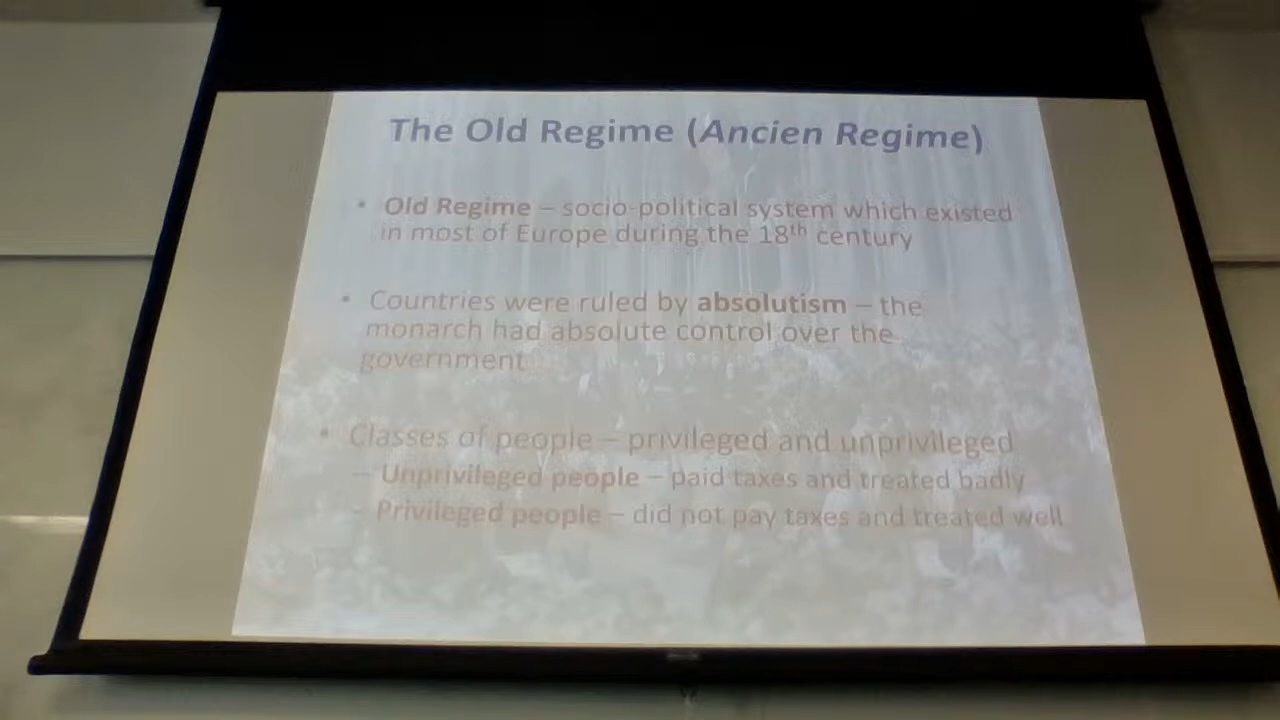 The Old Regime (Ancien Regime)
• Old Regime – socio-political system which existed
in most of Europe during the 18th century
• Countries were ruled by absolutism – the
monarch had absolute control over the
government
• Classes of people – privileged and unprivileged
– Unprivileged people – paid taxes and treated badly
– Privileged people – did not pay taxes and treated well